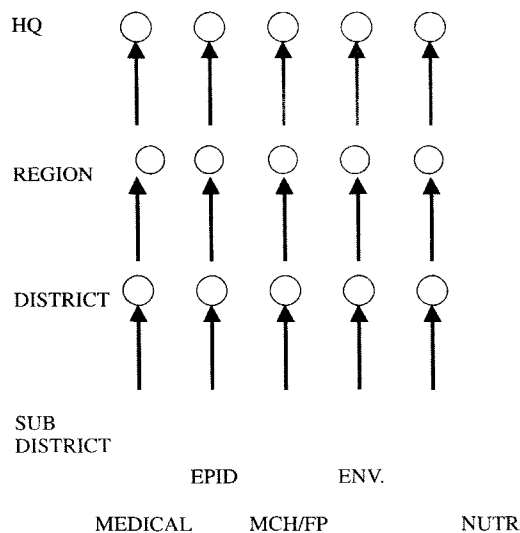 HQ
REGION
DISTRICT
SUB
DISTRICT
EPID ENV.
MEDICAL MCH/FP NUTR